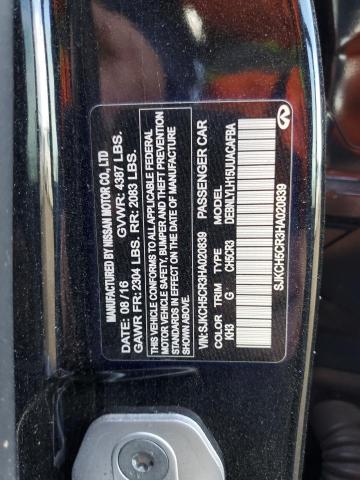 MANUFACTURED BY NISSAN MOTOR CO., LTD
DATE: 08/16 GVWR: 4387 LBS.
GAWR FR: 2304 LBS. RR: 2083 LBS.
THIS VEHICLE CONFORMS TO ALL APPLICABLE FEDERAL
MOTOR VEHICLE SAFETY, BUMPER, AND THEFT PREVENTION
STANDARDS IN EFFECT ON THE DATE OF
MANUFACTURE SHOWN ABOVE.
VIN:SJKCH5CR3HA020839 PASSENGER CAR
COLOR TRIM TYPE MODEL
KH3 G CH5CR3
SJKCH5CR3HA020839